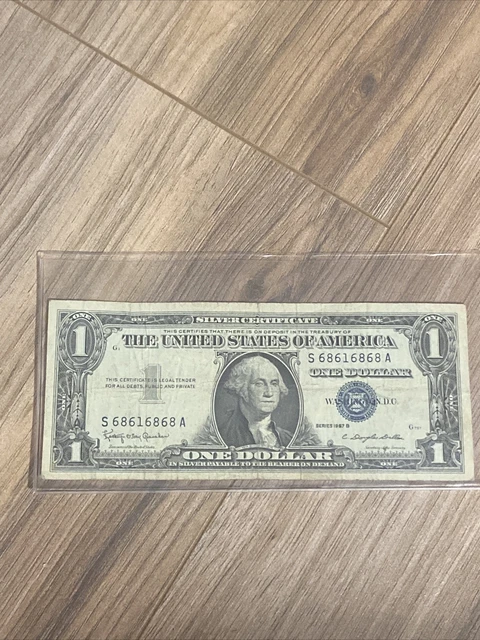 ONE SILVER CERTIFICATE ONE
1 THIS CERTIFIES THAT THERE IS ON DEPOSIT IN THE TREASURY OF 1
THE UNITED STATES OF AMERICA
S 68616868 A
ONE DOLLAR
1
THIS CERTIFICATE IS LEGAL TENDER
FOR ALL DEBTS, PUBLIC AND PRIVATE
WASHINGTON, D.C.
S 68616868 A
SERIES 1957 B
1 ONE DOLLAR 1
ONE IN SILVER PAYABLE TO THE BEARER ON DEMAND ONE